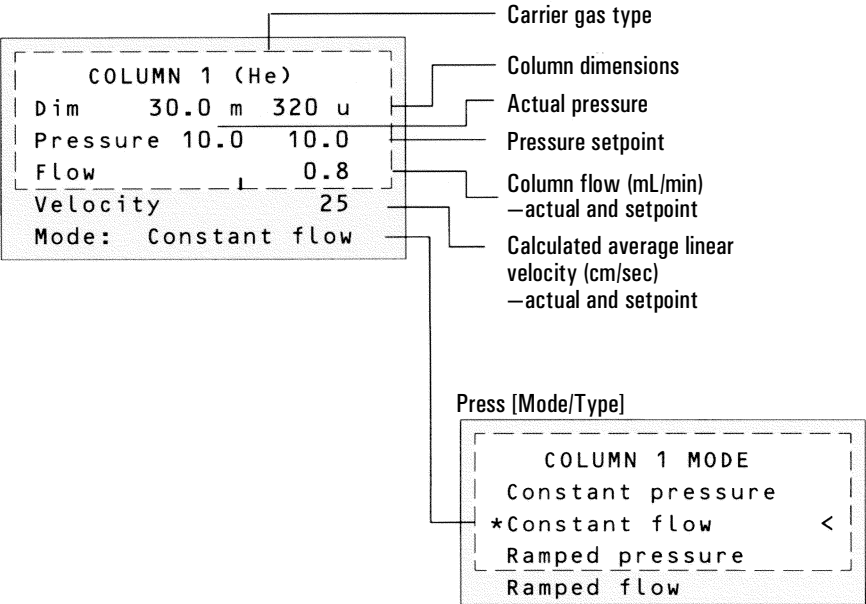 Carrier gas type
COLUMN 1 (He)
Column dimensions
Dim 30.0 m 320 u
Actual pressure
Pressure 10.0 10.0
Pressure setpoint
Flow 0.8
Column flow (mL/min)
—actual and setpoint
Velocity 25
Mode: Constant flow
Calculated average linear
velocity (cm/sec)
—actual and setpoint
Press [Mode/Type]
COLUMN 1 MODE
Constant pressure
*Constant flow <
Ramped pressure
Ramped flow